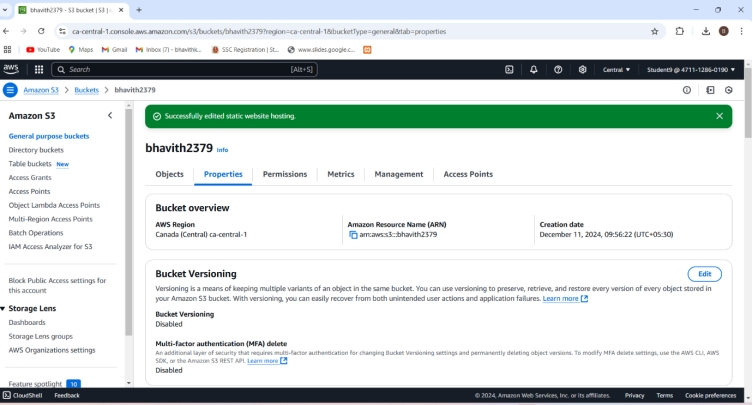 bhavith2379 - S3 bucket | S3 | 
ca-central-1.console.aws.amazon.com/s3/buckets/bhavith2379?region=ca-central-1&bucketType=general&tab=properties
YouTube Maps Gmail Inbox (7) - bhavithk... SSC Registration | St... www.slides.google.c...
aws Search [Alt+S] Central Student9 @ 4711-1286-0190
Amazon S3 > Buckets > bhavith2379
Amazon S3
General purpose buckets
Directory buckets
Table buckets New
Access Grants
Access Points
Object Lambda Access Points
Multi-Region Access Points
Batch Operations
IAM Access Analyzer for S3
Block Public Access settings for
this account
Storage Lens
Dashboards
Storage Lens groups
AWS Organizations settings
Feature spotlight 10
Successfully edited static website hosting.
bhavith2379 Info
Objects Properties Permissions Metrics Management Access Points
Bucket overview
AWS Region
Canada (Central) ca-central-1
Amazon Resource Name (ARN)
arn:aws:s3:::bhavith2379
Creation date
December 11, 2024, 09:56:22 (UTC+05:30)
Bucket Versioning
Edit
Versioning is a means of keeping multiple variants of an object in the same bucket. You can use versioning to preserve, retrieve, and restore every version of every object stored in
your Amazon S3 bucket. With versioning, you can easily recover from both unintended user actions and application failures. Learn more
Bucket Versioning
Disabled
Multi-factor authentication (MFA) delete
An additional layer of security that requires multi-factor authentication for changing Bucket Versioning settings and permanently deleting object versions. To modify MFA delete settings, use the AWS CLI, AWS
SDK, or the Amazon S3 REST API. Learn more
Disabled
CloudShell Feedback © 2024, Amazon Web Services, Inc. or its affiliates. Privacy Terms Cookie preferences